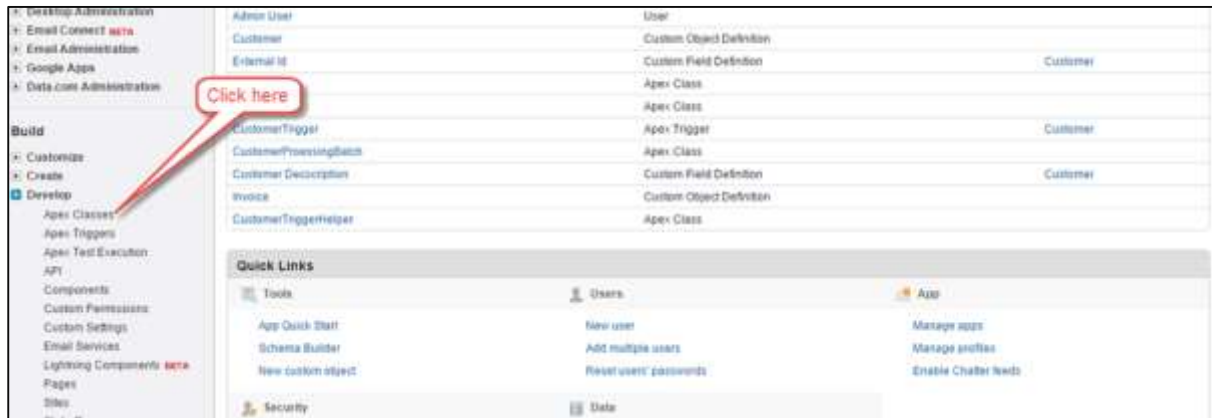 Desktop Administration
Email Connect BETA
Email Administration
Google Apps
Data.com Administration
Build
Customize
Create
Develop
Apex Classes
Apex Triggers
Apex Test Execution
API
Components
Custom Permissions
Custom Settings
Email Services
Lightning Components BETA
Pages
Sites
Click here
Admin User User
Customer Custom Object Definition
External Id Custom Field Definition Customer
Apex Class
Apex Class
CustomerTrigger Apex Trigger Customer
CustomerProessingBatch Apex Class
Customer Decscription Custom Field Definition Customer
Invoice Custom Object Definition
CustomerTriggerHelper Apex Class
Quick Links
Tools Users App
App Quick Start New user Manage apps
Schema Builder Add multiple users Manage profiles
New custom object Reset users' passwords Enable Chatter feeds
Security Data